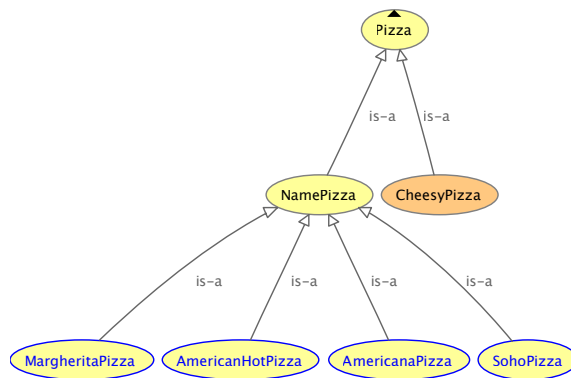 Pizza
is-a
is-a
NamePizza
CheesyPizza
is-a
is-a
is-a
is-a
MargheritaPizza
AmericanHotPizza
AmericanaPizza
SohoPizza